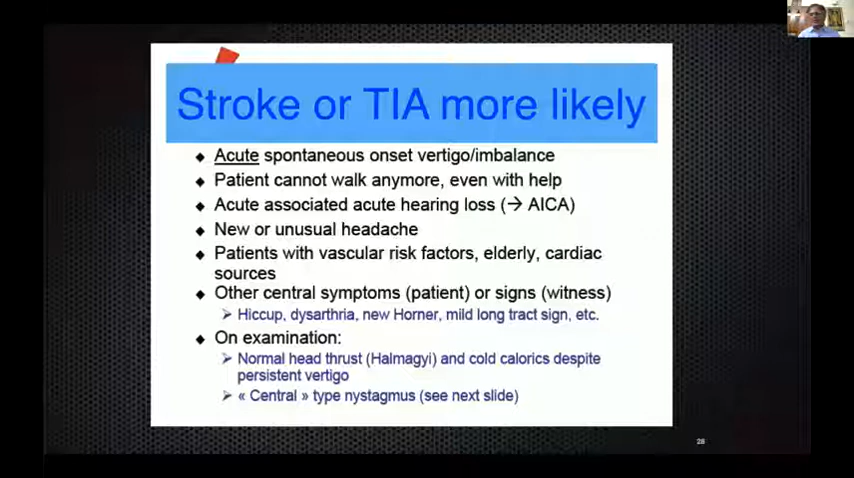 Stroke or TIA more likely
◆ Acute spontaneous onset vertigo/imbalance
◆ Patient cannot walk anymore, even with help
◆ Acute associated acute hearing loss (→ AICA)
◆ New or unusual headache
◆ Patients with vascular risk factors, elderly, cardiac
sources
◆ Other central symptoms (patient) or signs (witness)
➢ Hiccup, dysarthria, new Horner, mild long tract sign, etc.
◆ On examination:
➢ Normal head thrust (Halmagyi) and cold calorics despite
persistent vertigo
➢ « Central » type nystagmus (see next slide)
28